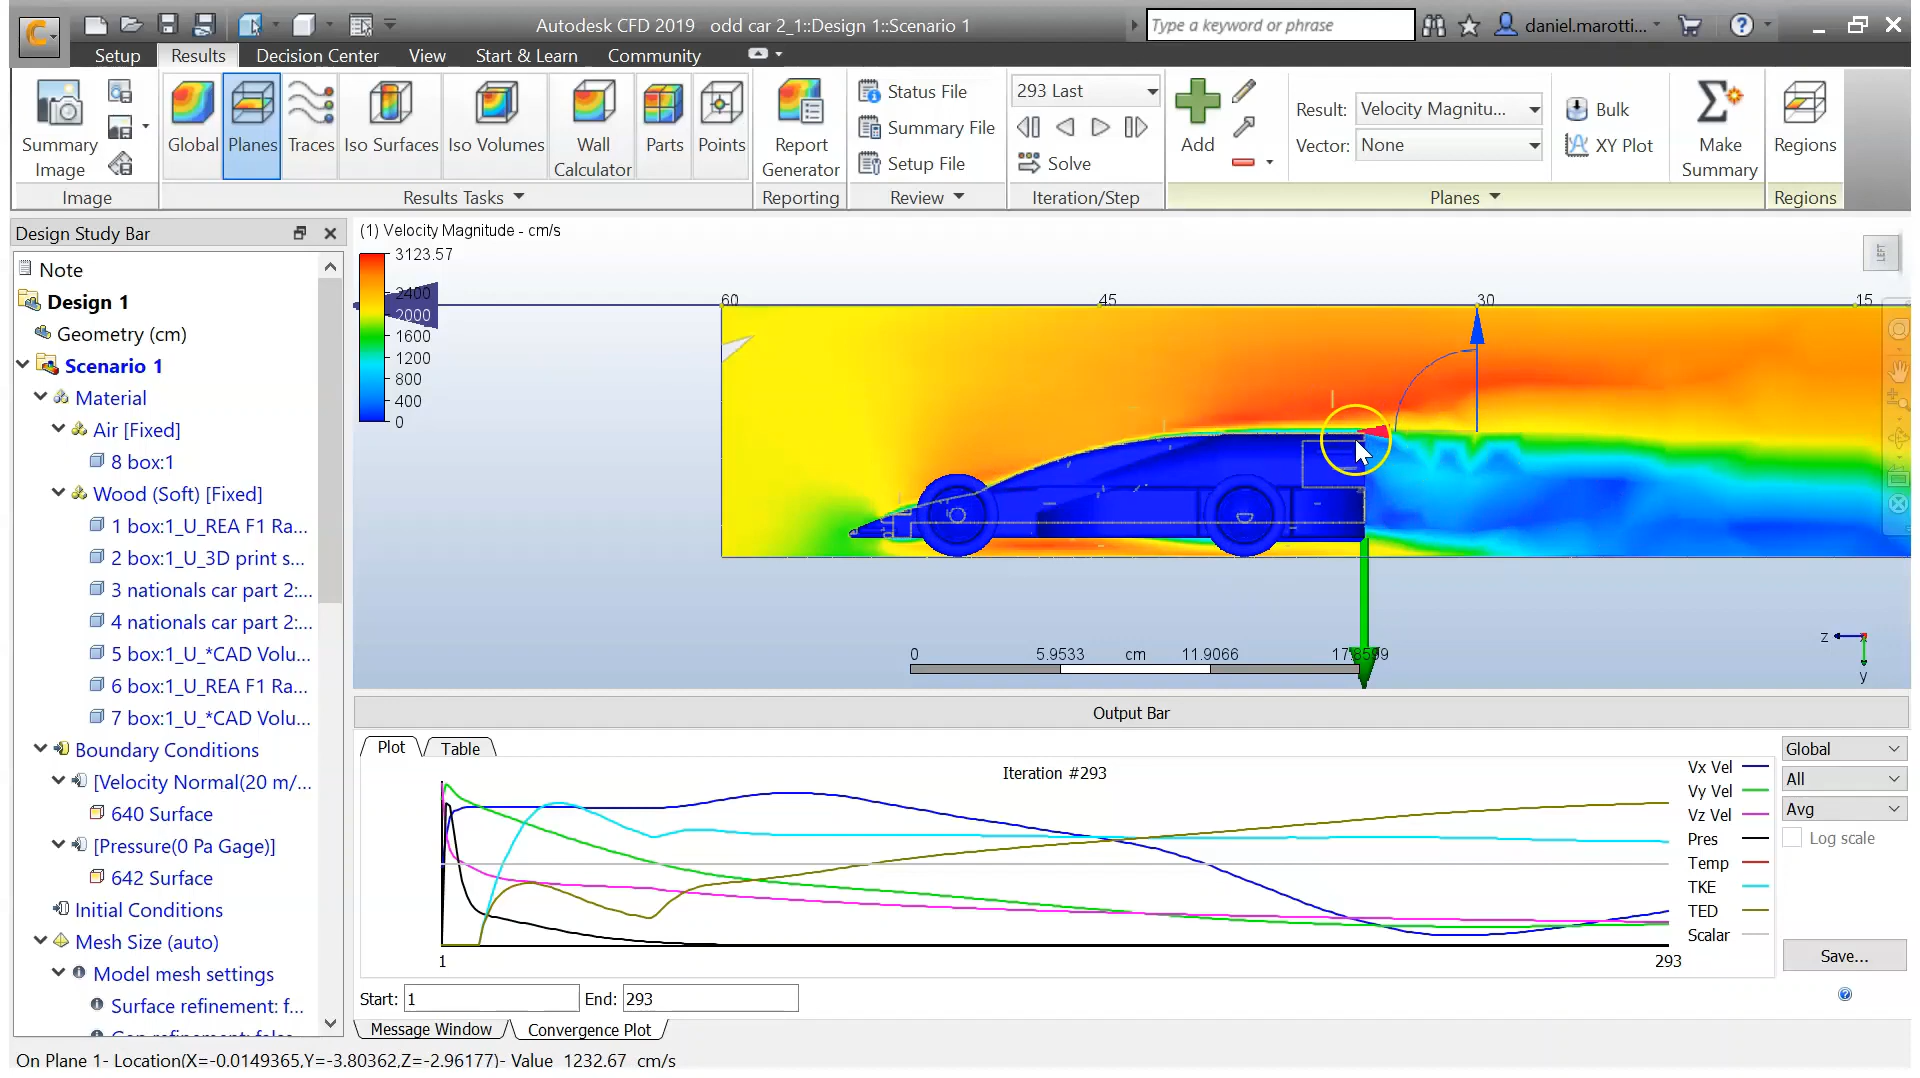 Autodesk CFD 2019 odd car 2_1::Design 1::Scenario 1
Type a keyword or phrase
daniel.marotti...
Setup
Results
Decision Center
View
Start & Learn
Community
Summary Image
Global
Planes
Traces
Iso Surfaces
Iso Volumes
Wall Calculator
Parts
Points
Report Generator
Status File
Summary File
Setup File
293 Last
Solve
Add
Result: Velocity Magnitu...
Vector: None
Bulk
XY Plot
Make Summary
Regions
Image
Results Tasks
Reporting
Review
Iteration/Step
Planes
Regions
Design Study Bar
Note
Design 1
Geometry (cm)
Scenario 1
Material
Air [Fixed]
8 box:1
Wood (Soft) [Fixed]
1 box:1_U_REA F1 Ra...
2 box:1_U_3D print s...
3 nationals car part 2:...
4 nationals car part 2:...
5 box:1_U_*CAD Volu...
6 box:1_U_REA F1 Ra...
7 box:1_U_*CAD Volu...
Boundary Conditions
[Velocity Normal(20 m/...
640 Surface
[Pressure(0 Pa Gage)]
642 Surface
Initial Conditions
Mesh Size (auto)
Model mesh settings
Surface refinement: f...
(1) Velocity Magnitude - cm/s
3123.57
2400
2000
1600
1200
800
400
0
LEFT
60 45 30 15
0 5.9533 cm 11.9066 17.8599
z
y
Output Bar
Plot
Table
Iteration #293
Vx Vel
Vy Vel
Vz Vel
Pres
Temp
TKE
TED
Scalar
1 293
Global
All
Avg
Log scale
Save...
Start: 1 End: 293
Message Window
Convergence Plot
On Plane 1- Location(X=-0.0149365,Y=-3.80362,Z=-2.96177)- Value 1232.67 cm/s